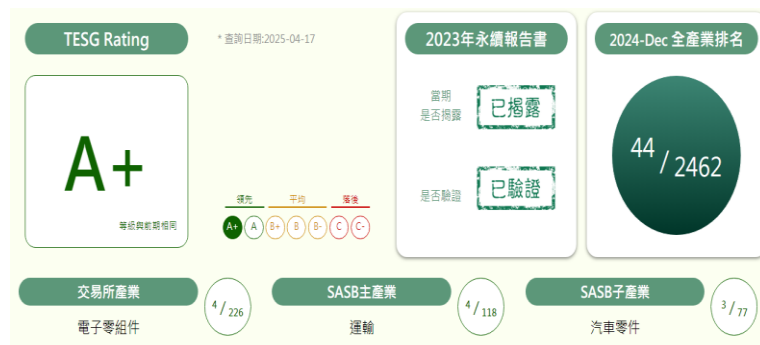 TESG Rating
* 查詢日期:2025-04-17
2023年永續報告書
2024-Dec 全產業排名
A+
等級與前期相同
領先 平均 落後
A+ A B+ B B- C C-
當期
是否揭露
已揭露
是否驗證
已驗證
44 / 2462
交易所產業
電子零組件
4 / 226
SASB主產業
運輸
4 / 118
SASB子產業
汽車零件
3 / 77